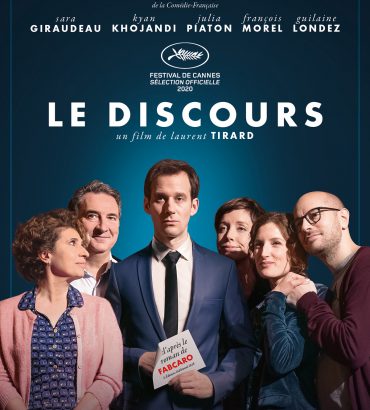 de la Comédie-Française
sara kyan julia françois guilaine
GIRAUDEAU KHOJANDI PIATON MOREL LONDEZ
FESTIVAL DE CANNES
SÉLECTION OFFICIELLE
2020
LE DISCOURS
un film de laurent TIRARD
d'après le
roman de
FABCARO